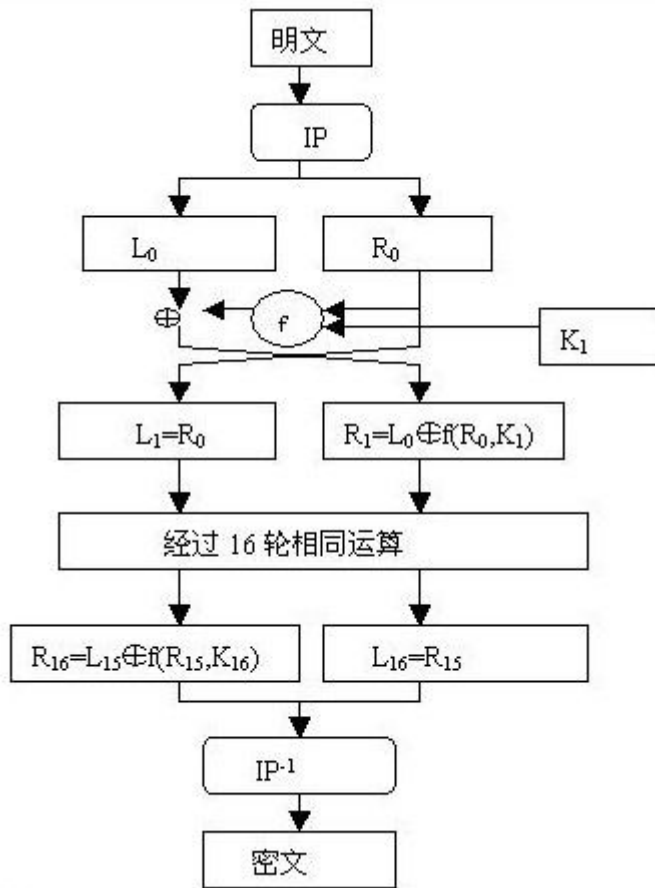 明文
IP
L₀ R₀
⊕ f
K₁
L₁=R₀ R₁=L₀⊕f(R₀,K₁)
经过 16 轮相同运算
R₁₆=L₁₅⊕f(R₁₅,K₁₆) L₁₆=R₁₅
IP⁻¹
密文